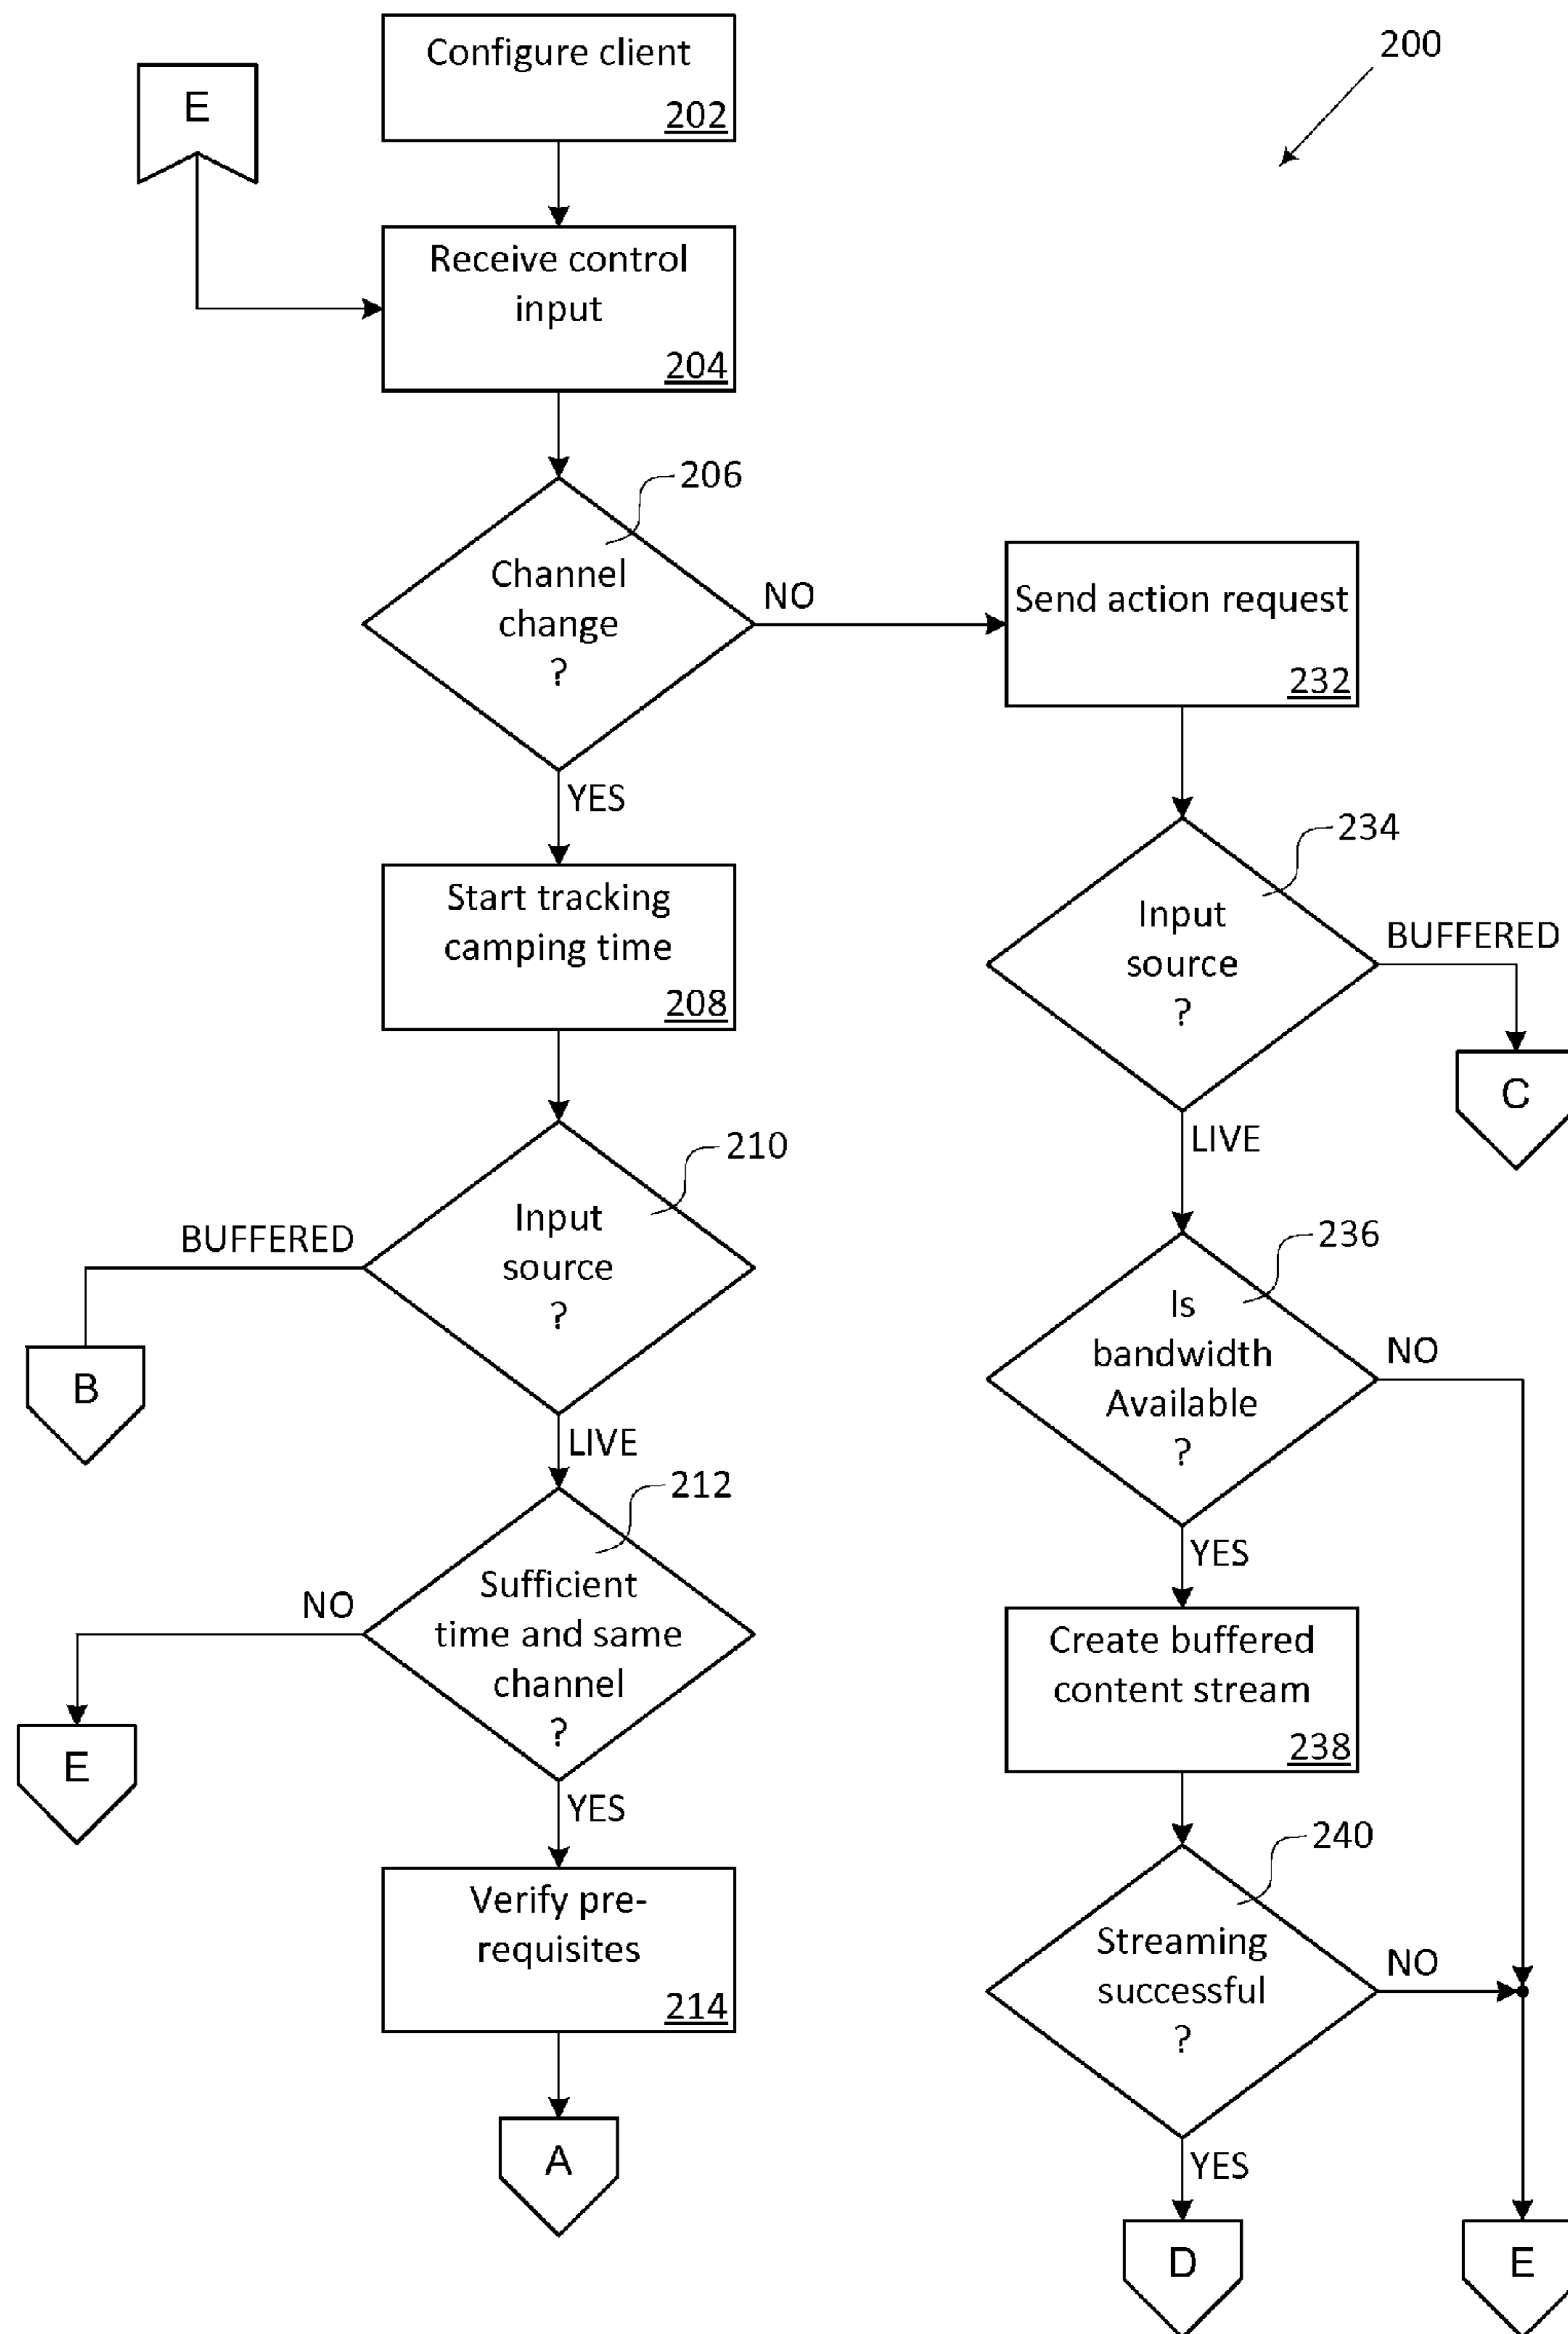 Configure client
202
200
E
Receive control
input
204
206
Channel
change
?
NO
YES
Send action request
232
Start tracking
camping time
208
234
Input
source
?
BUFFERED
C
LIVE
210
Input
source
?
BUFFERED
B
LIVE
236
Is
bandwidth
Available
?
NO
YES
212
Sufficient
time and same
channel
?
NO
E
YES
Create buffered
content stream
238
Verify pre-
requisites
214
A
240
Streaming
successful
?
NO
YES
D
E